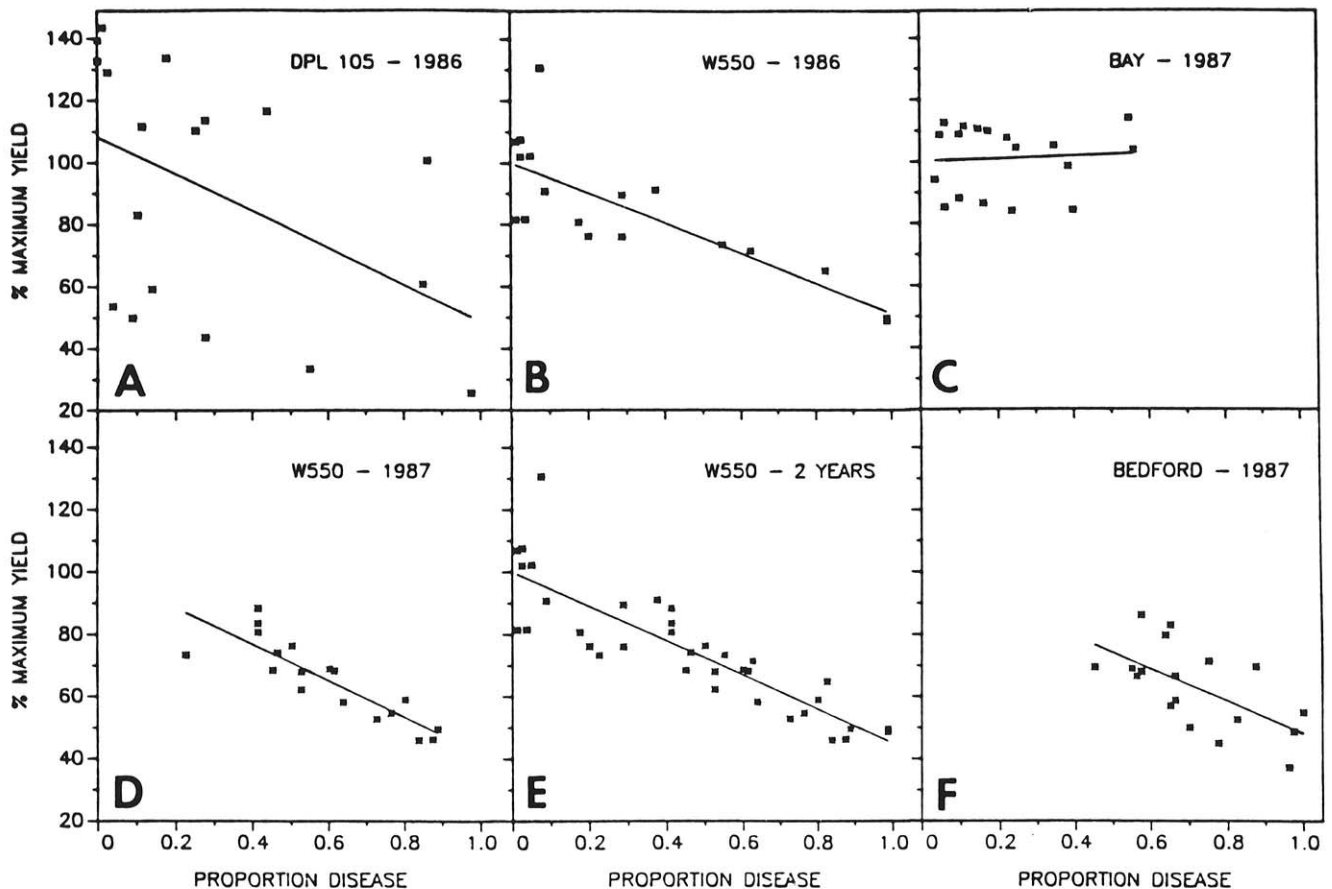 140
120
100
80
60
40
20
% MAXIMUM YIELD
DPL 105 – 1986
A
W550 – 1986
B
BAY – 1987
C
140
120
100
80
60
40
20
% MAXIMUM YIELD
W550 – 1987
D
W550 – 2 YEARS
E
BEDFORD – 1987
F
0 0.2 0.4 0.6 0.8 1.0
0 0.2 0.4 0.6 0.8 1.0
0 0.2 0.4 0.6 0.8 1.0
PROPORTION DISEASE
PROPORTION DISEASE
PROPORTION DISEASE